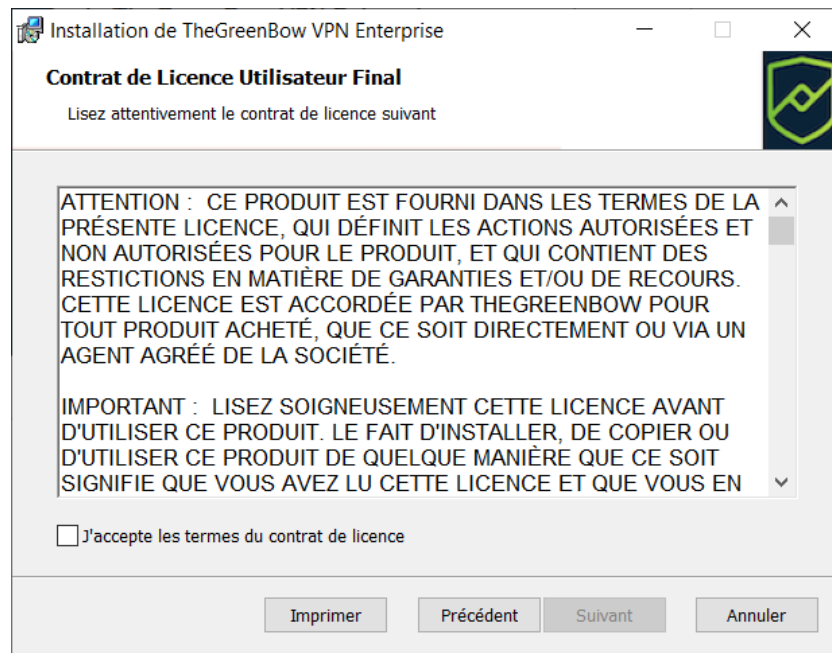 Installation de TheGreenBow VPN Enterprise
Contrat de Licence Utilisateur Final
Lisez attentivement le contrat de licence suivant
ATTENTION : CE PRODUIT EST FOURNI DANS LES TERMES DE LA
PRÉSENTE LICENCE, QUI DÉFINIT LES ACTIONS AUTORISÉES ET
NON AUTORISÉES POUR LE PRODUIT, ET QUI CONTIENT DES
RESTICTIONS EN MATIÈRE DE GARANTIES ET/OU DE RECOURS.
CETTE LICENCE EST ACCORDÉE PAR THEGREENBOW POUR
TOUT PRODUIT ACHETÉ, QUE CE SOIT DIRECTEMENT OU VIA UN
AGENT AGRÉÉ DE LA SOCIÉTÉ.
IMPORTANT : LISEZ SOIGNEUSEMENT CETTE LICENCE AVANT
D'UTILISER CE PRODUIT. LE FAIT D'INSTALLER, DE COPIER OU
D'UTILISER CE PRODUIT DE QUELQUE MANIÈRE QUE CE SOIT
SIGNIFIE QUE VOUS AVEZ LU CETTE LICENCE ET QUE VOUS EN
J'accepte les termes du contrat de licence
Imprimer Précédent Suivant Annuler